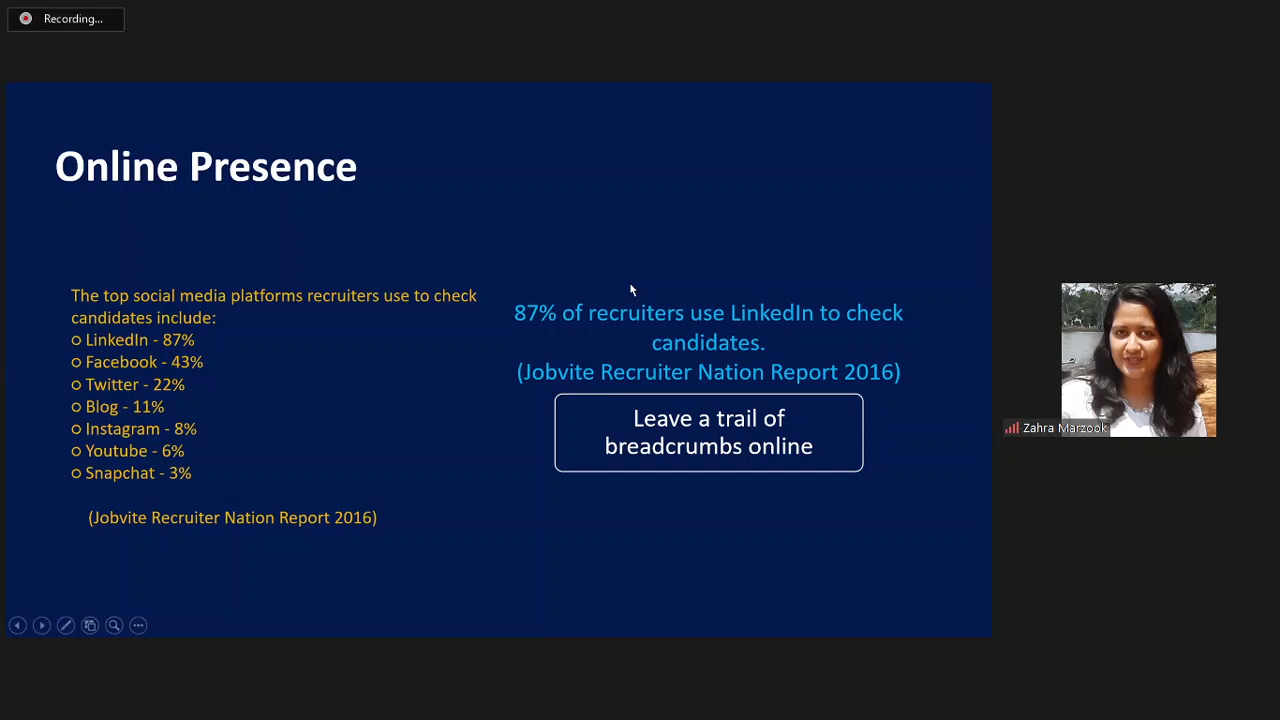 Recording...
Online Presence
The top social media platforms recruiters use to check
candidates include:
LinkedIn - 87%
Facebook - 43%
Twitter - 22%
Blog - 11%
Instagram - 8%
Youtube - 6%
Snapchat - 3%
(Jobvite Recruiter Nation Report 2016)
87% of recruiters use LinkedIn to check
candidates.
(Jobvite Recruiter Nation Report 2016)
Leave a trail of
breadcrumbs online
Zahra Marzook